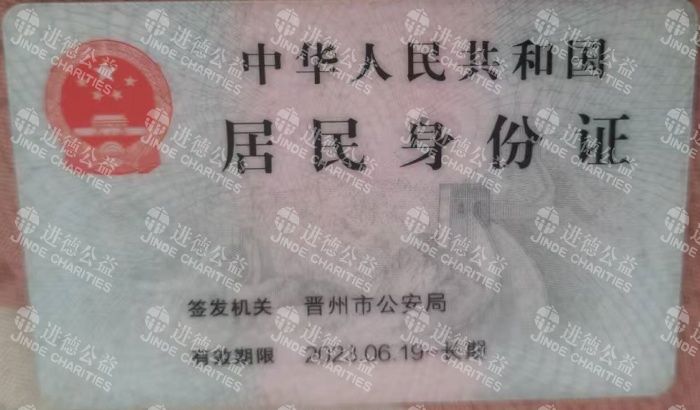 中华人民共和国
居民身份证
签发机关 晋州市公安局
有效期限 2023.06.19-长期
进德公益
JINDE CHARITIES